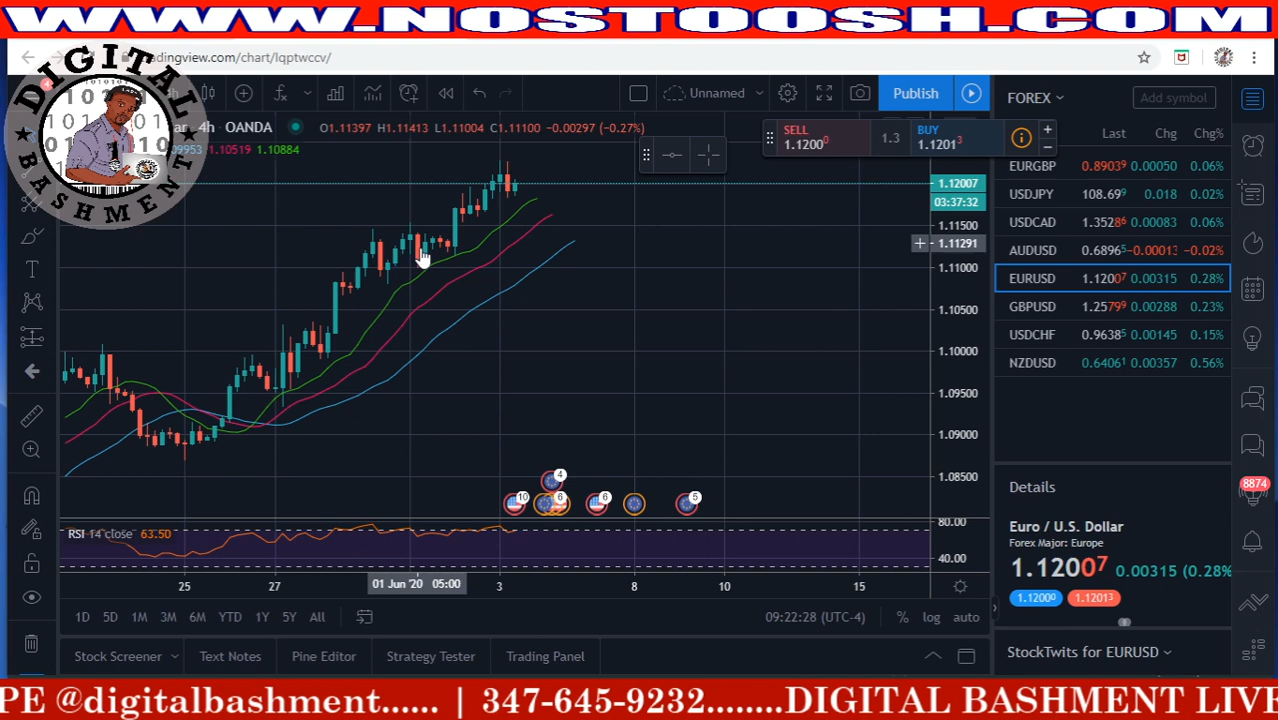 WWW.NOSTOOSH.COM
DIGITAL
BASHMENT
tradingview.com/chart/lqptwccv/
Unnamed
Publish
4h OANDA
O1.11397 H1.11413 L1.11004 C1.11100 -0.00297 (-0.27%)
1.10519 1.10884
SELL
1.12000
1.3
BUY
1.12013
1.12007
03:37:32
1.11500
1.11291
1.11000
1.10500
1.10000
1.09500
1.09000
1.08500
80.00
40.00
10
4
6
6
5
RSI 14 close 63.50
25
27
01 Jun '20 05:00
3
8
10
15
1D 5D 1M 3M 6M YTD 1Y 5Y All
09:22:28 (UTC-4)
% log auto
Stock Screener
Text Notes
Pine Editor
Strategy Tester
Trading Panel
FOREX
Add symbol
Last Chg Chg%
EURGBP 0.89039 0.00050 0.06%
USDJPY 108.699 0.018 0.02%
USDCAD 1.35286 0.00083 0.06%
AUDUSD 0.68965 -0.00013 -0.02%
EURUSD 1.12007 0.00315 0.28%
GBPUSD 1.25799 0.00288 0.23%
USDCHF 0.96385 0.00145 0.15%
NZDUSD 0.64061 0.00357 0.56%
Details
Euro / U.S. Dollar
Forex Major: Europe
1.12007 0.00315 (0.28%
1.12000
1.12013
StockTwits for EURUSD
8874
PE @digitalbashment...... | 347-645-9232.......DIGITAL BASHMENT LIVE